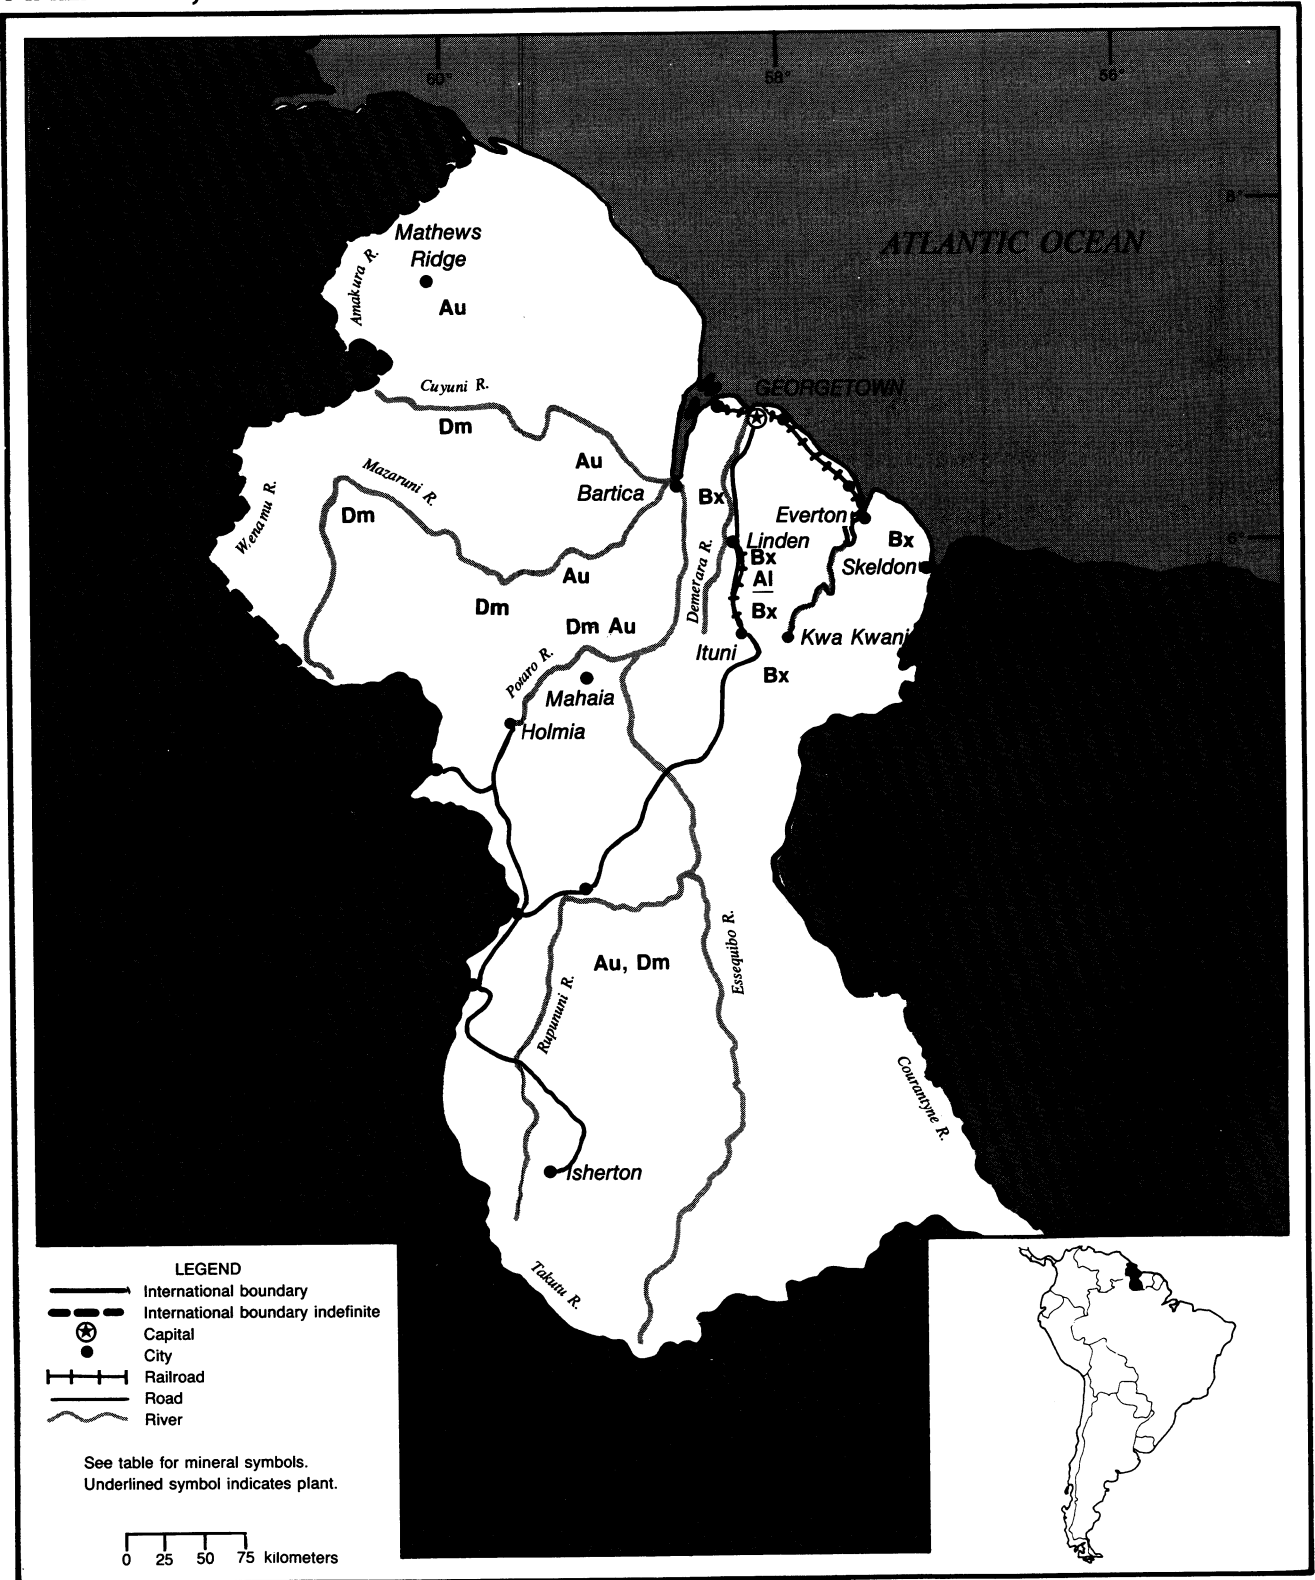 60°
58°
56°
8°
ATLANTIC OCEAN
Mathews
Ridge
Amakura R.
Au
Cuyuni R.
GEORGETOWN
Dm
Au
Mazaruni R.
Bartica
Bx
Wenamu R.
Dm
Everton
Linden
Bx
6°
Bx
Skeldon
Al
Demerara R.
Au
Dm
Bx
Dm Au
Kwa Kwani
Ituni
Potaro R.
Bx
Mahaia
Holmia
Essequibo R.
Au, Dm
Rupununi R.
Courantyne R.
Isherton
Takutu R.
LEGEND
International boundary
International boundary indefinite
Capital
City
Railroad
Road
River
See table for mineral symbols.
Underlined symbol indicates plant.
0 25 50 75 kilometers